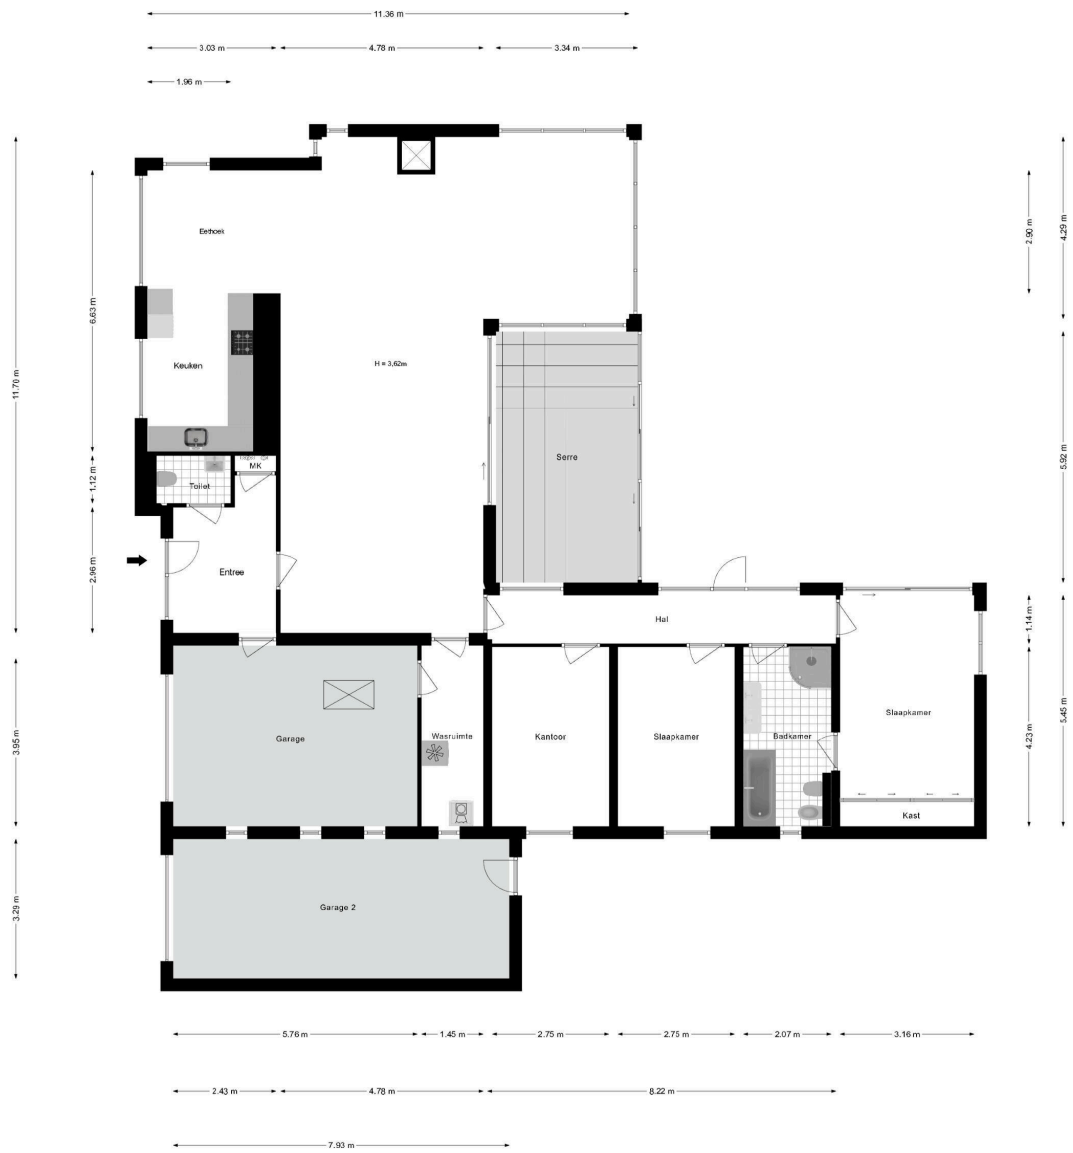 11.36 m
3.03 m
4.78 m
3.34 m
1.96 m
11.70 m
6.63 m
2.90 m
4.29 m
Eethoek
H = 3,62m
Keuken
Serre
5.92 m
MK
Toilet
1.12 m
Entree
2.96 m
Hal
1.14 m
Slaapkamer
5.45 m
Garage
Wasruimte
Kantoor
Slaapkamer
Badkamer
3.95 m
4.23 m
Kast
Garage 2
3.29 m
5.76 m
1.45 m
2.75 m
2.75 m
2.07 m
3.16 m
2.43 m
4.78 m
8.22 m
7.93 m